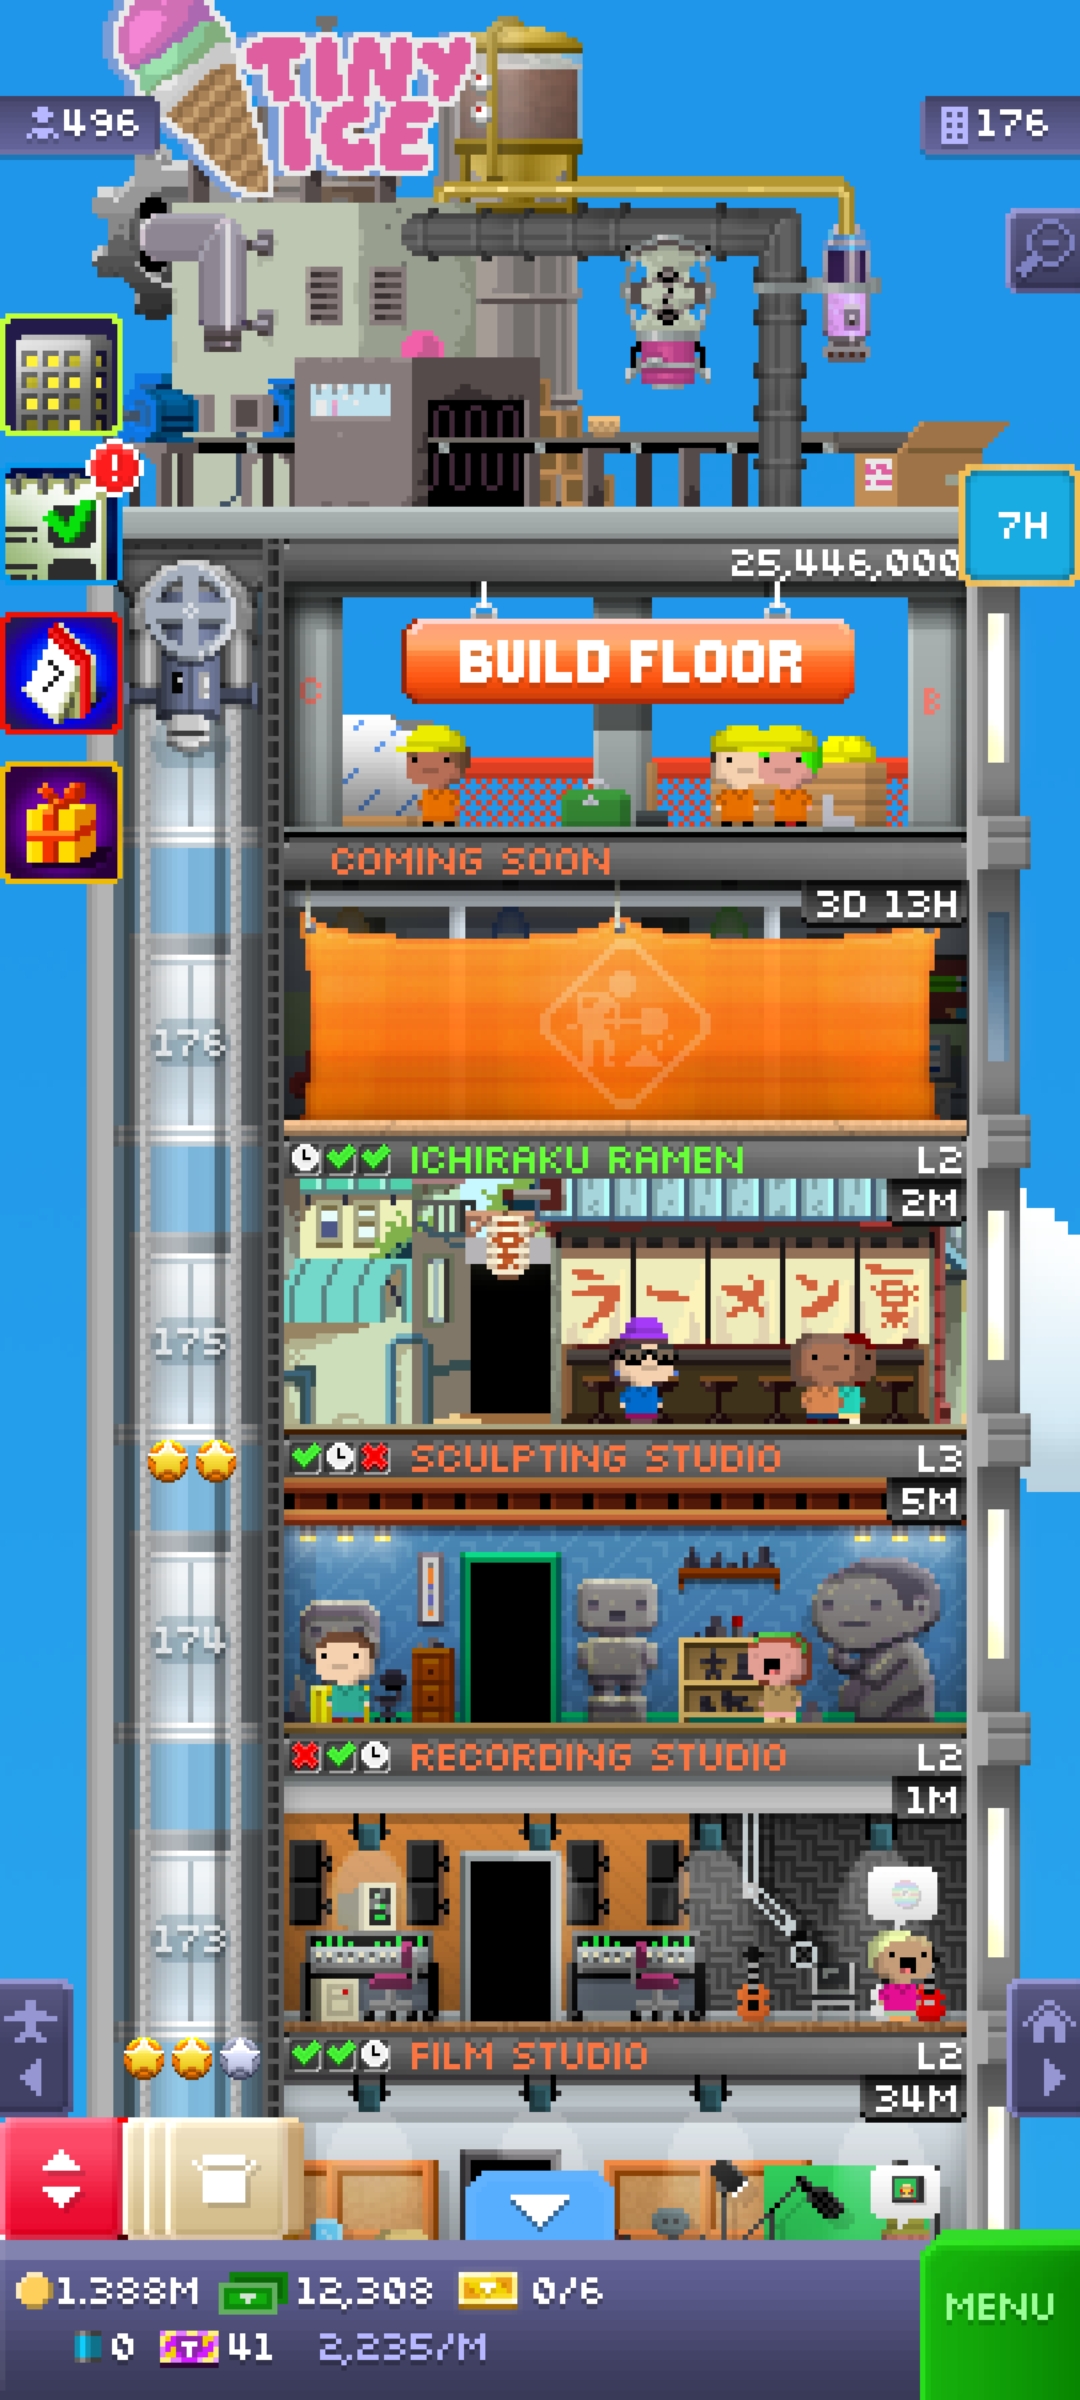 TINY
ICE
496
176
7H
25,446,000
BUILD FLOOR
C
B
COMING SOON
3D 13H
176
ICHIRAKU RAMEN
L2
2M
ラーメン
175
SCULPTING STUDIO
L3
5M
174
RECORDING STUDIO
L2
1M
173
FILM STUDIO
L2
34M
1.388M
12,308
0/6
MENU
0
T
41
2,235/M